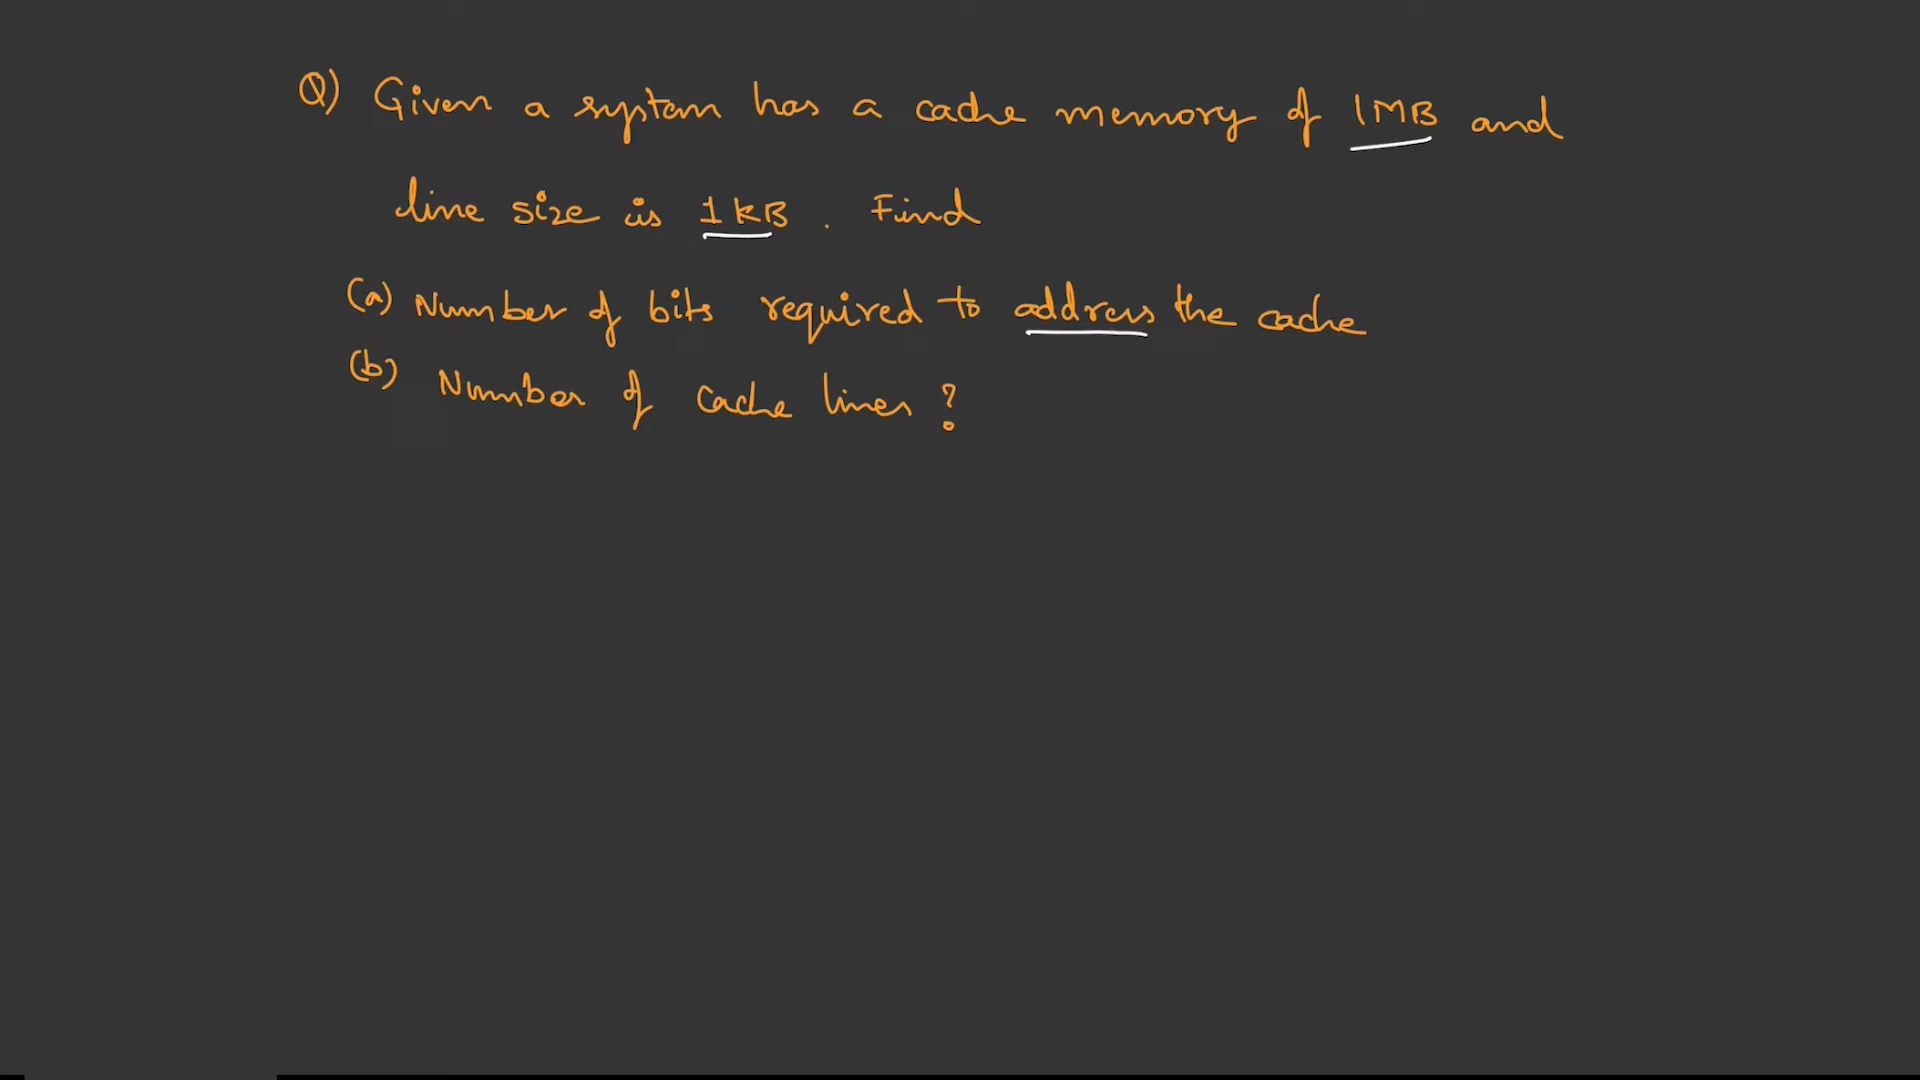 Q) Given a system has a cache memory of 1MB and
line size is 1KB . Find
(a) Number of bits required to address the cache
(b) Number of cache lines ?